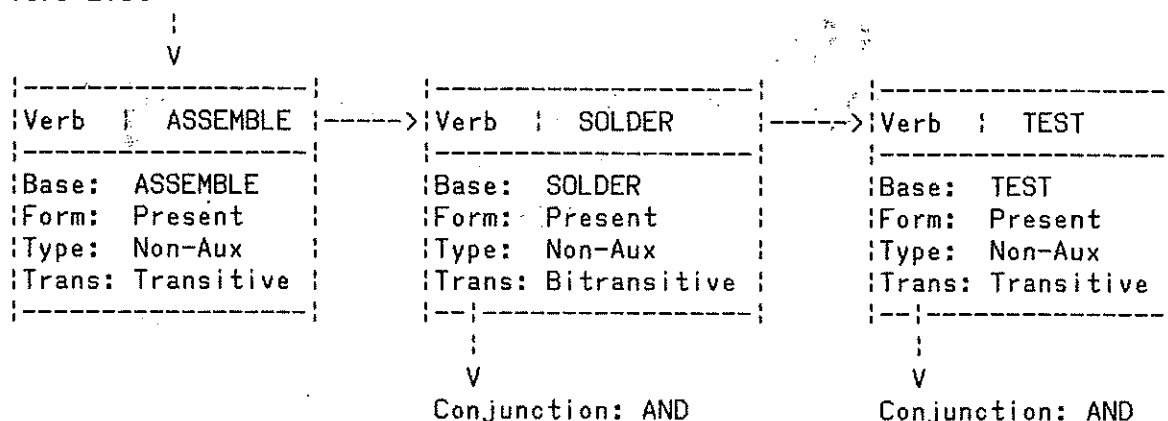 Verb ¦ ASSEMBLE ----->Verb ¦ SOLDER ----->Verb ¦ TEST
Base: ASSEMBLE Base: SOLDER Base: TEST
Form: Present Form: Present Form: Present
Type: Non-Aux Type: Non-Aux Type: Non-Aux
Trans: Transitive Trans: Bitransitive Trans: Transitive
V V
Conjunction: AND Conjunction: AND